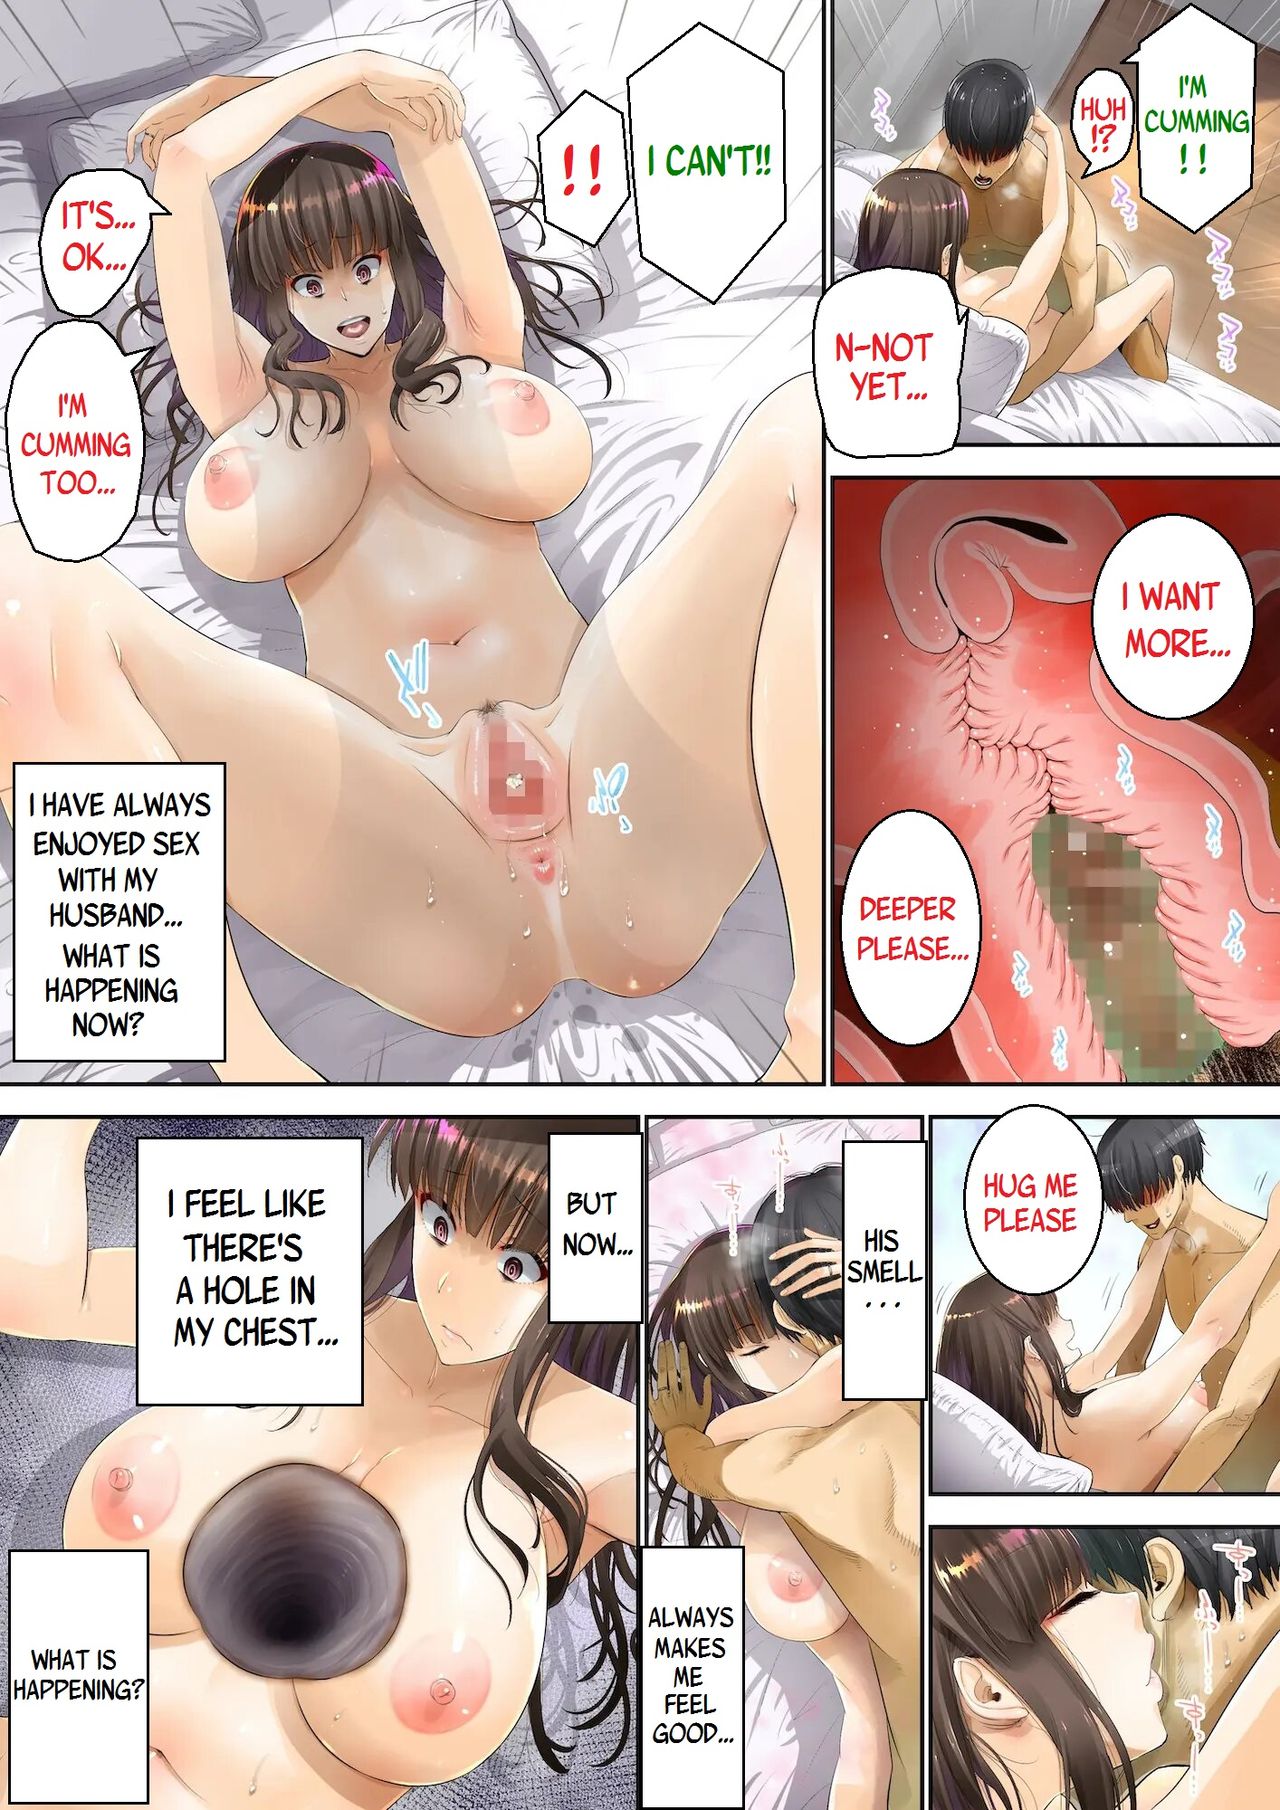 I'M
CUMMING
!!
HUH
!?
N-NOT
YET...
I WANT
MORE...
DEEPER
PLEASE...
I CAN'T!!
!!
IT'S...
OK...
I'M
CUMMING
TOO...
I HAVE ALWAYS
ENJOYED SEX
WITH MY
HUSBAND...
WHAT IS
HAPPENING
NOW?
HUG ME
PLEASE
HIS
SMELL
...
ALWAYS
MAKES
ME
FEEL
GOOD...
BUT
NOW...
I FEEL LIKE
THERE'S
A HOLE IN
MY CHEST...
WHAT IS
HAPPENING?